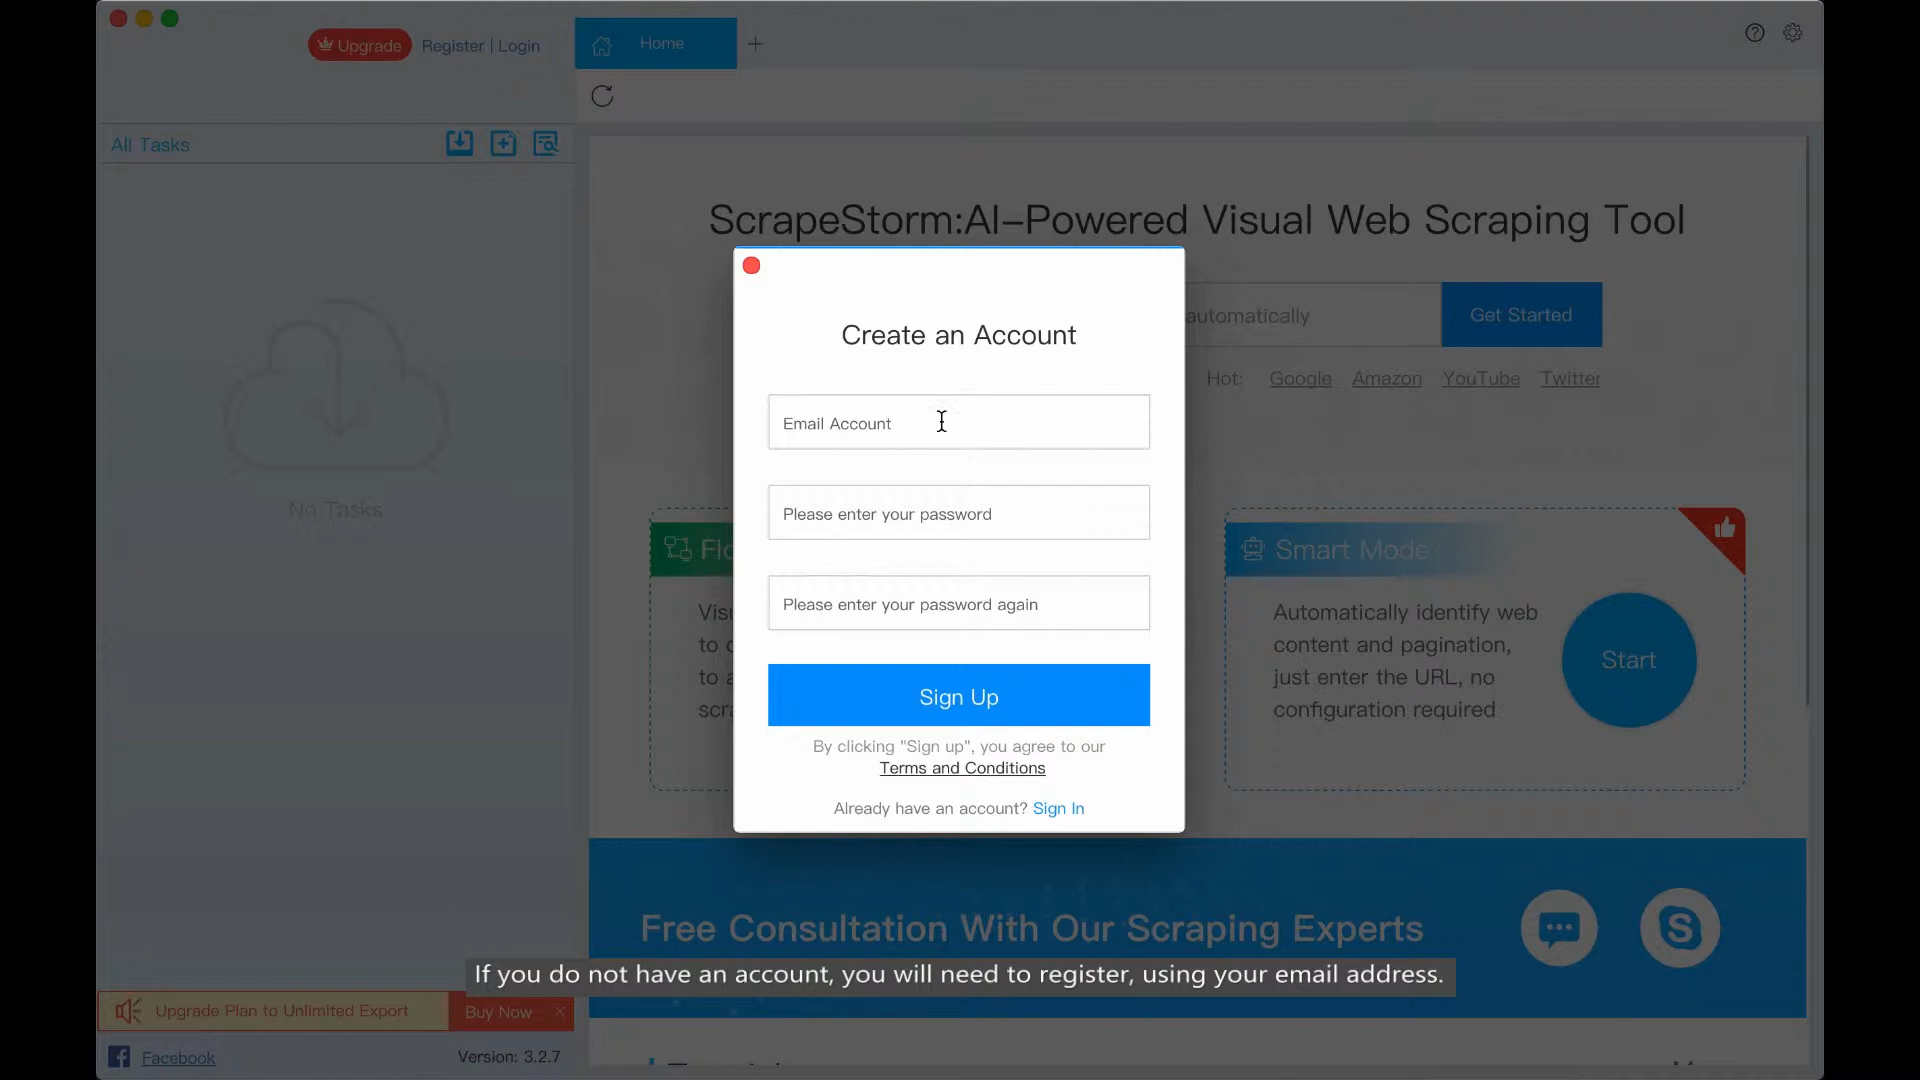 Upgrade
Register | Login
Home
All Tasks
No Tasks
ScrapeStorm:AI-Powered Visual Web Scraping Tool
automatically
Get Started
Hot: Google Amazon YouTube Twitter
Create an Account
Email Account
Please enter your password
Please enter your password again
Sign Up
By clicking "Sign up", you agree to our
Terms and Conditions
Already have an account? Sign In
Smart Mode
Automatically identify web
content and pagination,
just enter the URL, no
configuration required
Start
Free Consultation With Our Scraping Experts
If you do not have an account, you will need to register, using your email address.
Upgrade Plan to Unlimited Export
Buy Now
Facebook
Version: 3.2.7